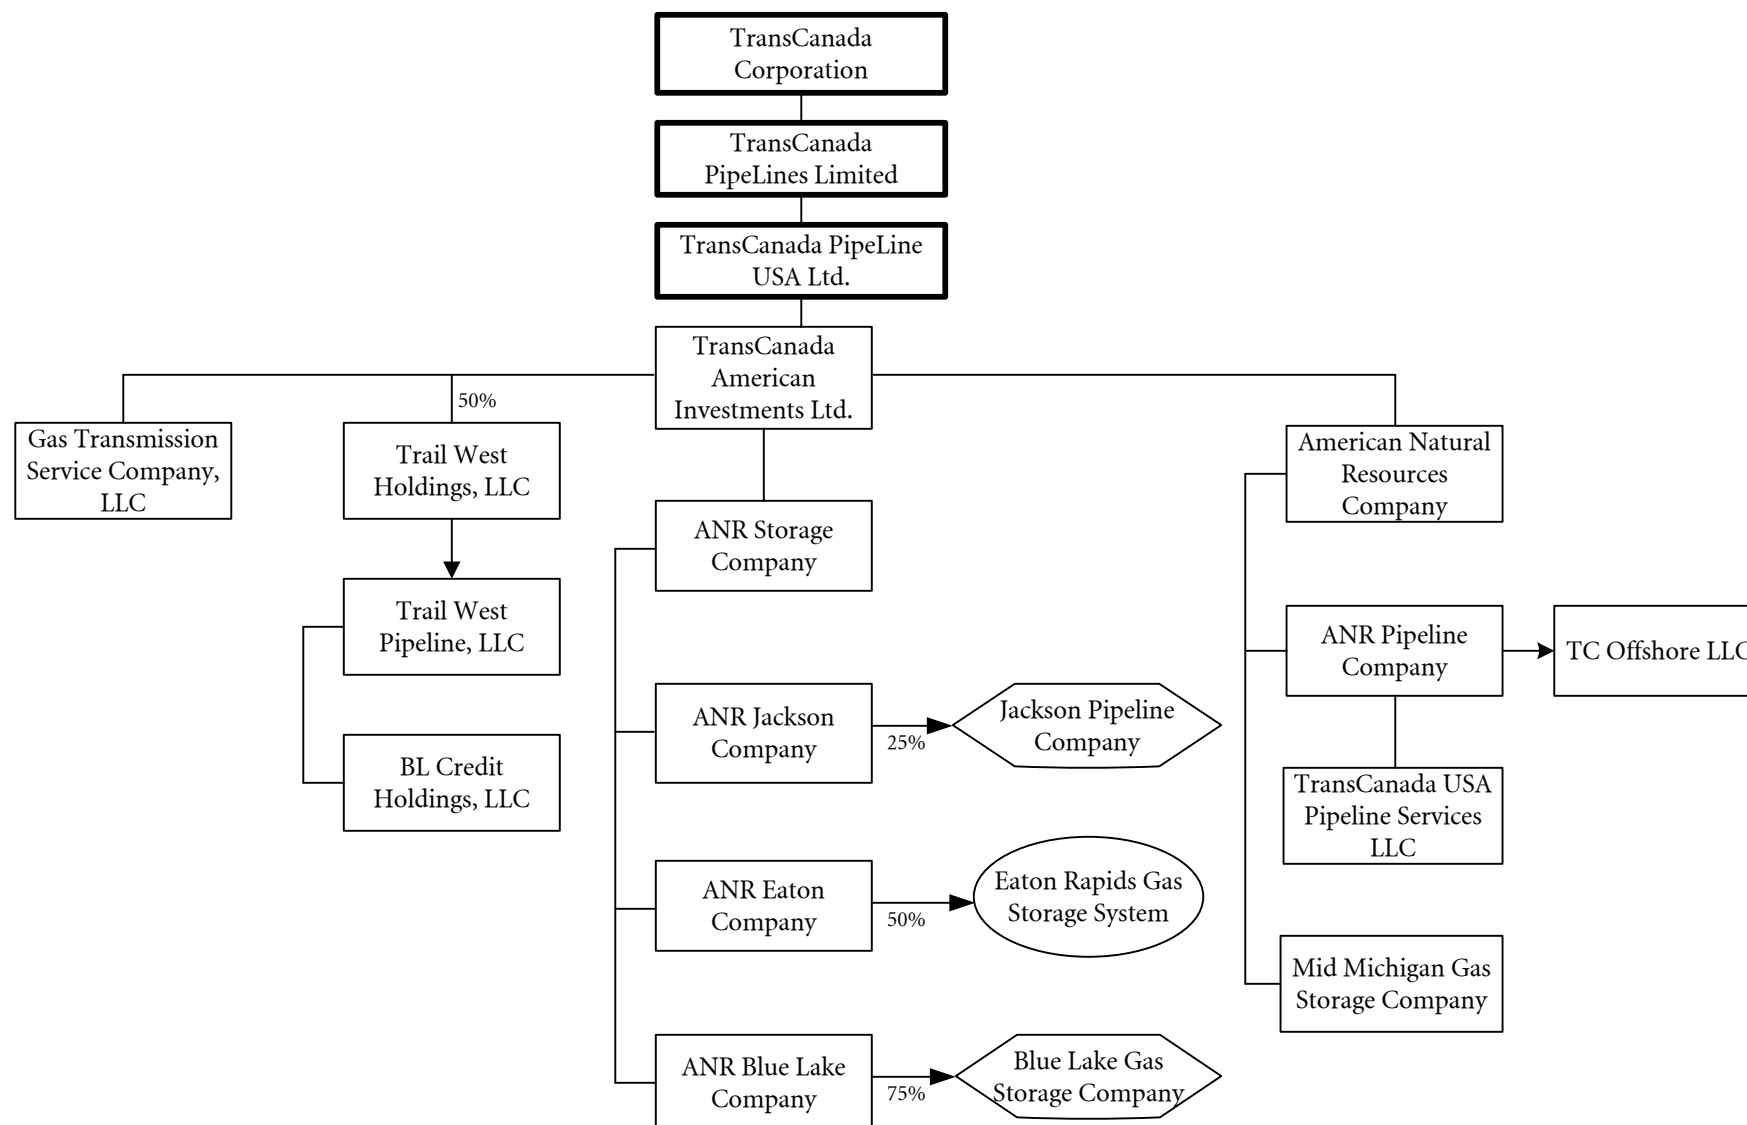 TransCanada
Corporation
TransCanada
PipeLines Limited
TransCanada PipeLine
USA Ltd.
TransCanada
American
Investments Ltd.
50%
Gas Transmission
Service Company,
LLC
Trail West
Holdings, LLC
American Natural
Resources
Company
ANR Storage
Company
Trail West
Pipeline, LLC
ANR Pipeline
Company
TC Offshore LLC
ANR Jackson
Company
25%
Jackson Pipeline
Company
BL Credit
Holdings, LLC
TransCanada USA
Pipeline Services
LLC
ANR Eaton
Company
50%
Eaton Rapids Gas
Storage System
Mid Michigan Gas
Storage Company
ANR Blue Lake
Company
75%
Blue Lake Gas
Storage Company